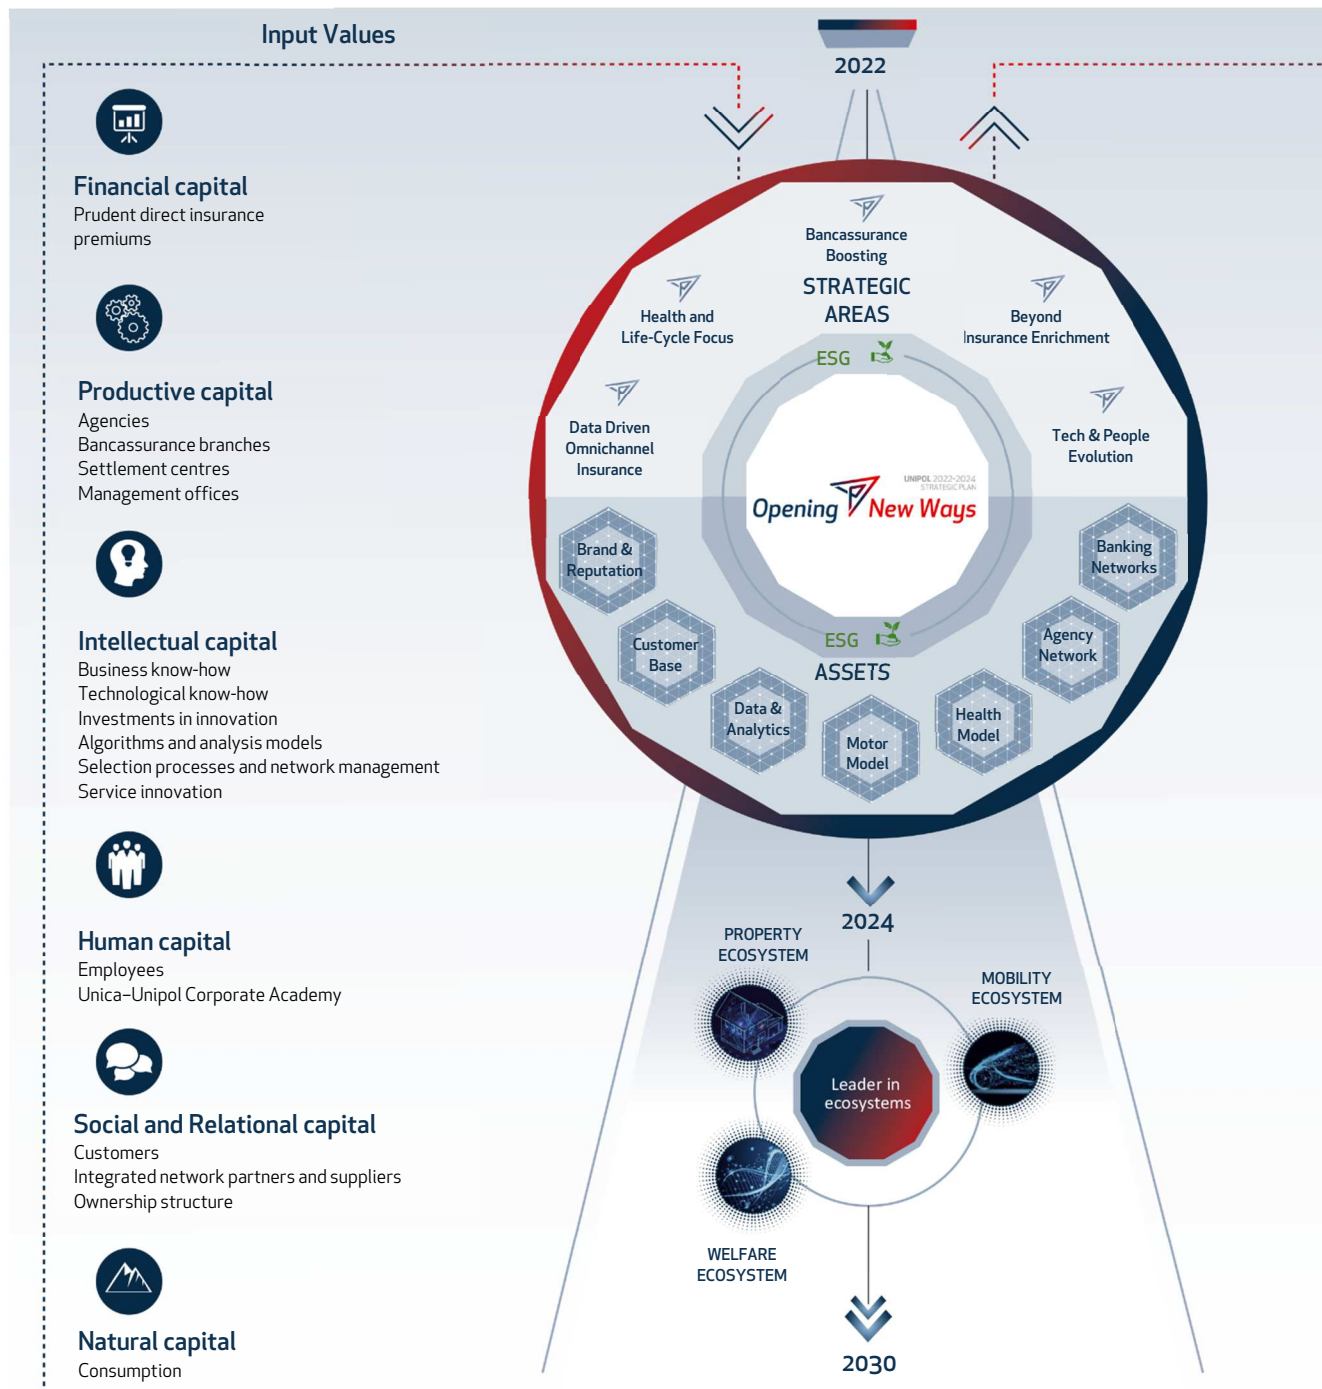 Input Values
Financial capital
Prudent direct insurance
premiums
Productive capital
Agencies
Bancassurance branches
Settlement centres
Management offices
Intellectual capital
Business know-how
Technological know-how
Investments in innovation
Algorithms and analysis models
Selection processes and network management
Service innovation
Human capital
Employees
Unica–Unipol Corporate Academy
Social and Relational capital
Customers
Integrated network partners and suppliers
Ownership structure
Natural capital
Consumption
2022
Bancassurance
Boosting
STRATEGIC
AREAS
Health and
Life-Cycle Focus
Beyond
Insurance Enrichment
ESG
Data Driven
Omnichannel
Insurance
Tech & People
Evolution
UNIPOL 2022-2024
STRATEGIC PLAN
Opening New Ways
Brand &
Reputation
Banking
Networks
Customer
Base
Agency
Network
ESG
ASSETS
Data &
Analytics
Motor
Model
Health
Model
2024
PROPERTY
ECOSYSTEM
MOBILITY
ECOSYSTEM
Leader in
ecosystems
WELFARE
ECOSYSTEM
2030